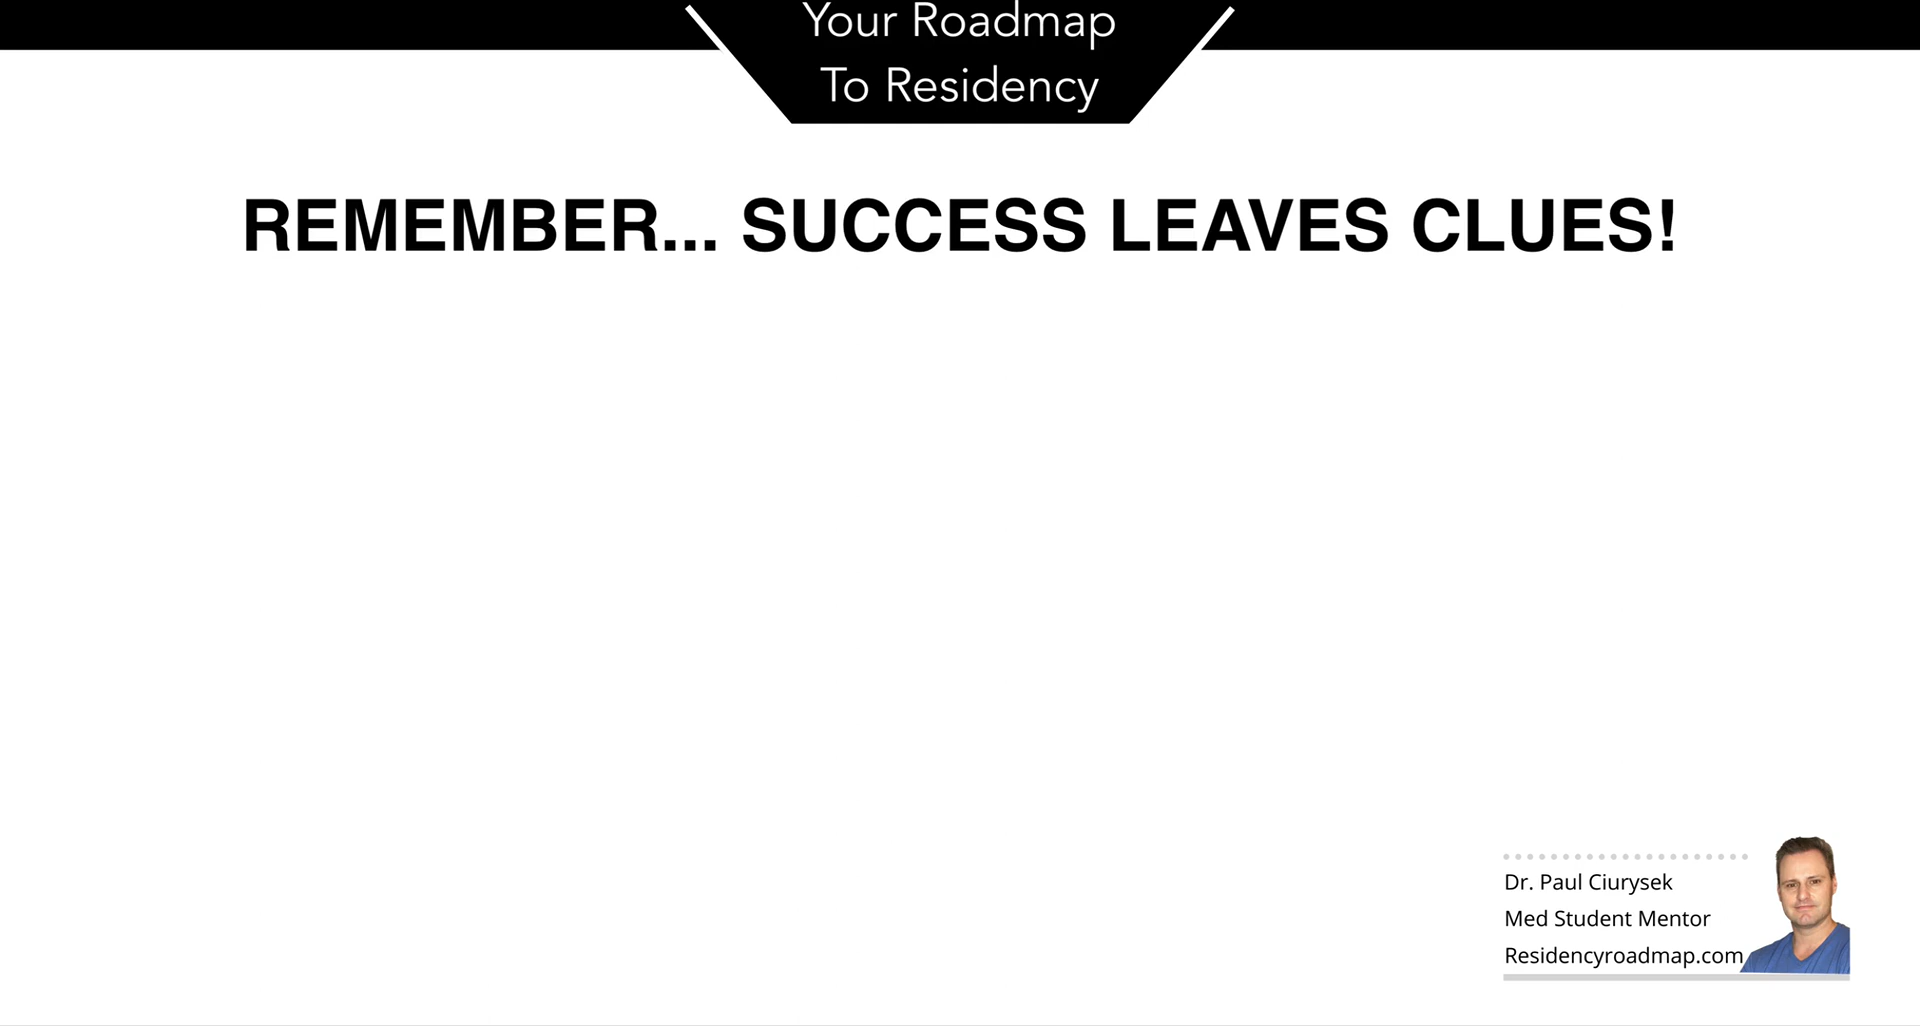 Your Roadmap
To Residency
REMEMBER... SUCCESS LEAVES CLUES!
Dr. Paul Ciurysek
Med Student Mentor
Residencyroadmap.com